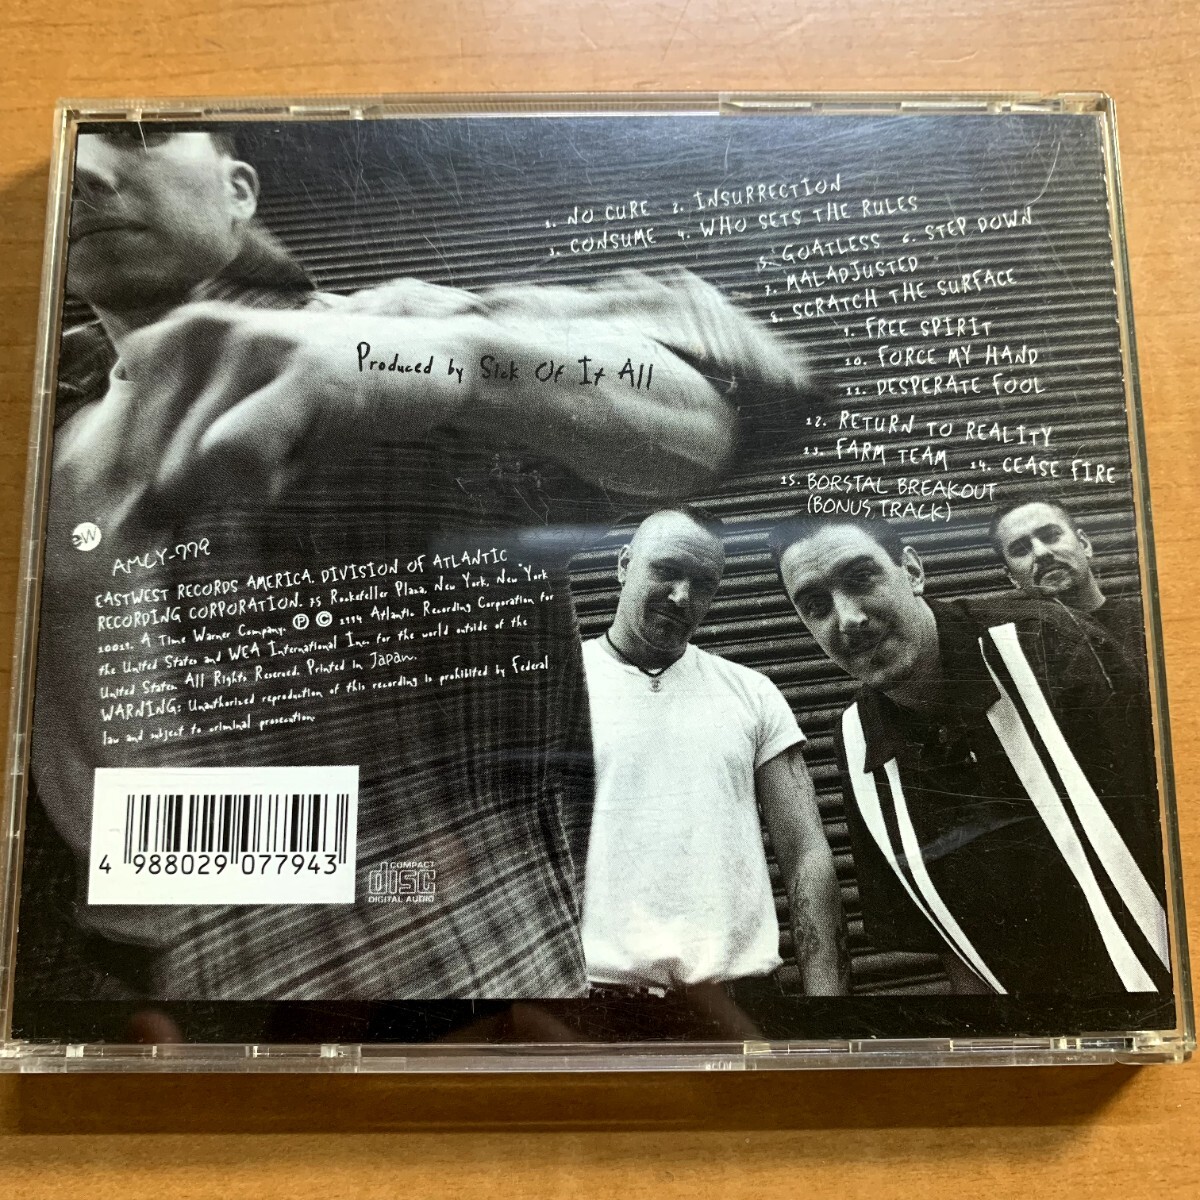 1. NO CURE 2. INSURRECTION
3. CONSUME 4. WHO SETS THE RULES
5. GOATLESS 6. STEP DOWN
7. MALADJUSTED
8. SCRATCH THE SURFACE
9. FREE SPIRIT
10. FORCE MY HAND
11. DESPERATE FOOL
12. RETURN TO REALITY
13. FARM TEAM 14. CEASE FIRE
15. BORSTAL BREAKOUT
(BONUS TRACK)
Produced by Sick Of It All
ew
AMCY-779
EASTWEST RECORDS AMERICA. DIVISION OF ATLANTIC
RECORDING CORPORATION. 75 Rockefeller Plaza, New York, New York
10019. A Time Warner Company. ℗ © 1994 Atlantic Recording Corporation for
the United States and WEA International Inc. for the world outside of the
United States. All Rights Reserved. Printed in Japan.
WARNING: Unauthorized reproduction of this recording is prohibited by Federal
law and subject to criminal prosecution.
4 988029 077943
COMPACT
disc
DIGITAL AUDIO